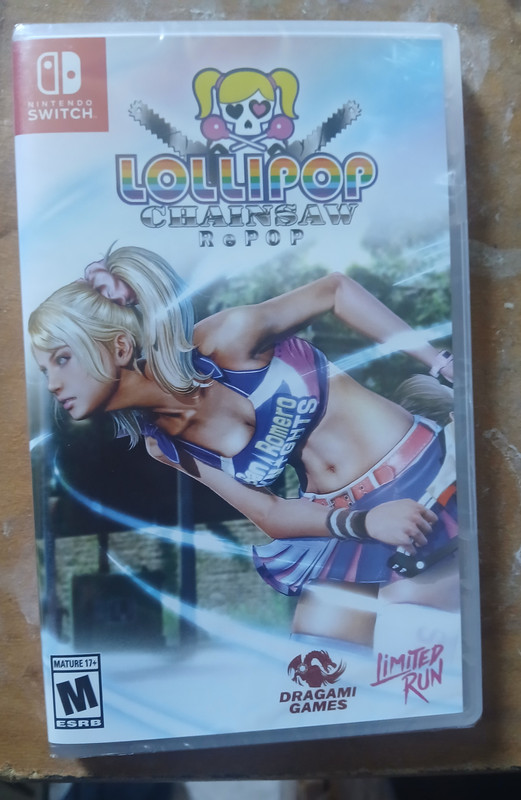 NINTENDO
SWITCH
LOLLIPOP
CHAINSAW
RePOP
San Romero
KNIGHTS
MATURE 17+
M
ESRB
DRAGAMI
GAMES
LIMITED
RUN